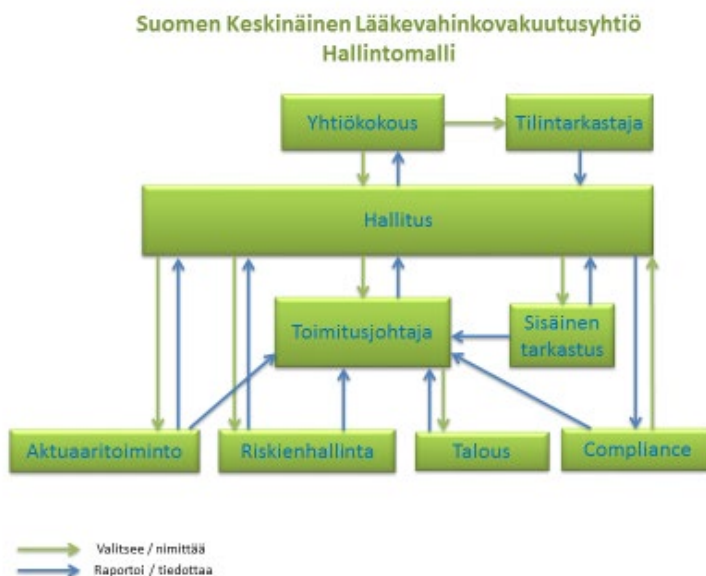 Suomen Keskinäinen Lääkevahinkovakuutusyhtiö
Hallintomalli
Yhtiökokous
Tilintarkastaja
Hallitus
Toimitusjohtaja
Sisäinen
tarkastus
Aktuaaritoiminto
Riskienhallinta
Talous
Compliance
Valitsee / nimittää
Raportoi / tiedottaa